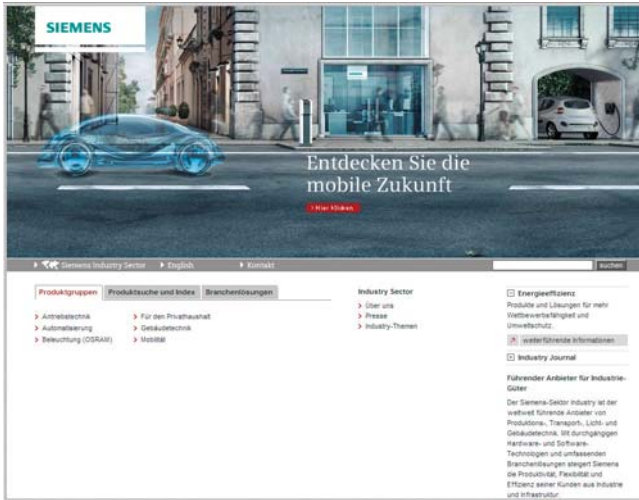 SIEMENS
Entdecken Sie die
mobile Zukunft
Hier klicken
Siemens Industry Sector
English
Kontakt
suchen
Produktgruppen
Produktsuche und Index
Branchenlösungen
Antriebstechnik
Automatisierung
Beleuchtung (OSRAM)
Für den Privathaushalt
Gebäudetechnik
Mobilität
Industry Sector
Über uns
Presse
Industry-Themen
Energieeffizienz
Produkte und Lösungen für mehr
Wettbewerbsfähigkeit und
Umweltschutz.
weiterführende Informationen
Industry Journal
Führender Anbieter für Industrie-
Güter
Der Siemens-Sektor Industry ist der
weltweit führende Anbieter von
Produktions-, Transport-, Licht- und
Gebäudetechnik. Mit durchgängigen
Hardware- und Software-
Technologien und umfassenden
Branchenlösungen steigert Siemens
die Produktivität, Flexibilität und
Effizienz seiner Kunden aus Industrie
und Infrastruktur